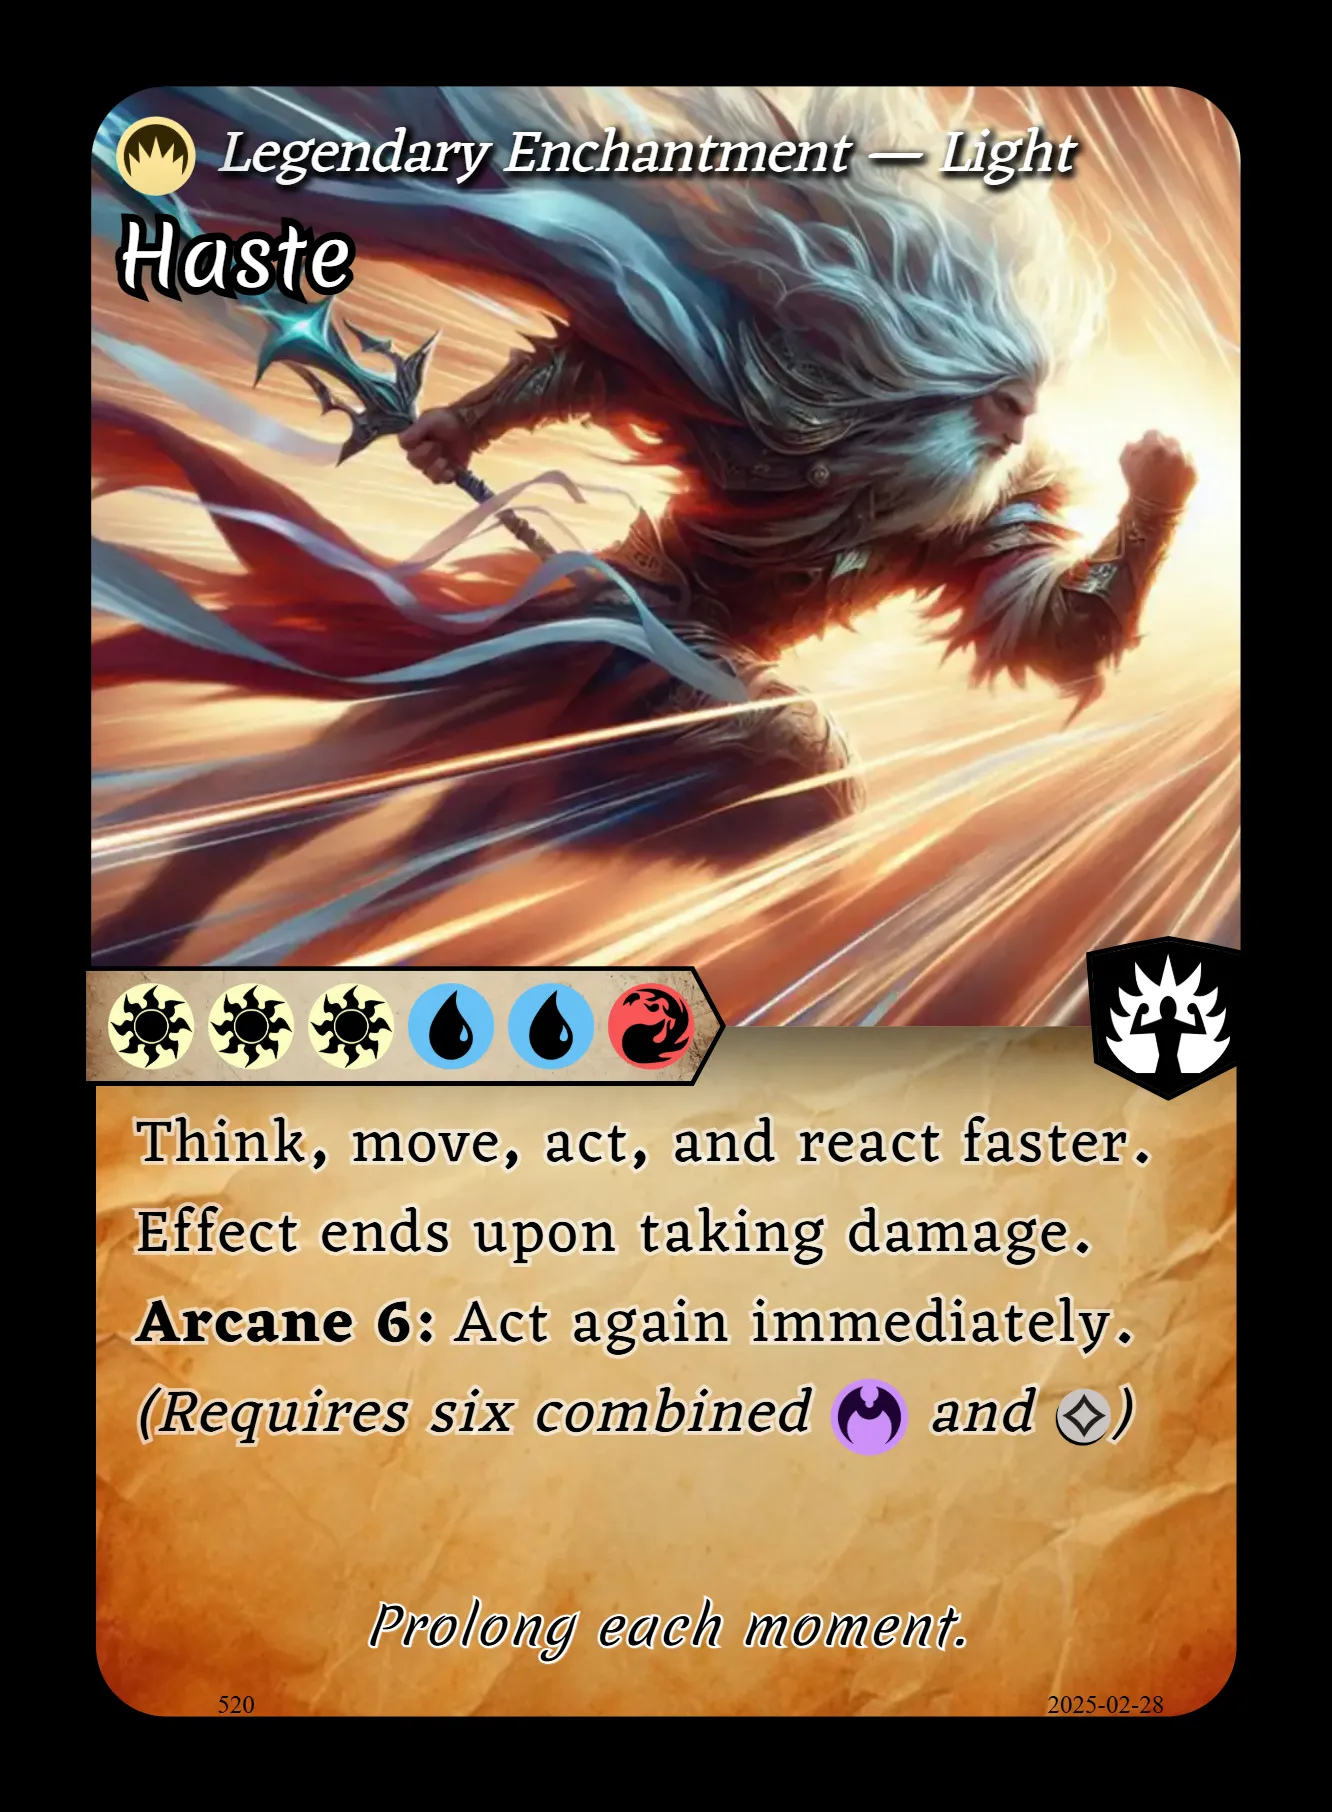 Legendary Enchantment — Light
Haste
Think, move, act, and react faster.
Effect ends upon taking damage.
Arcane 6: Act again immediately.
(Requires six combined and )
Prolong each moment.
520
2025-02-28